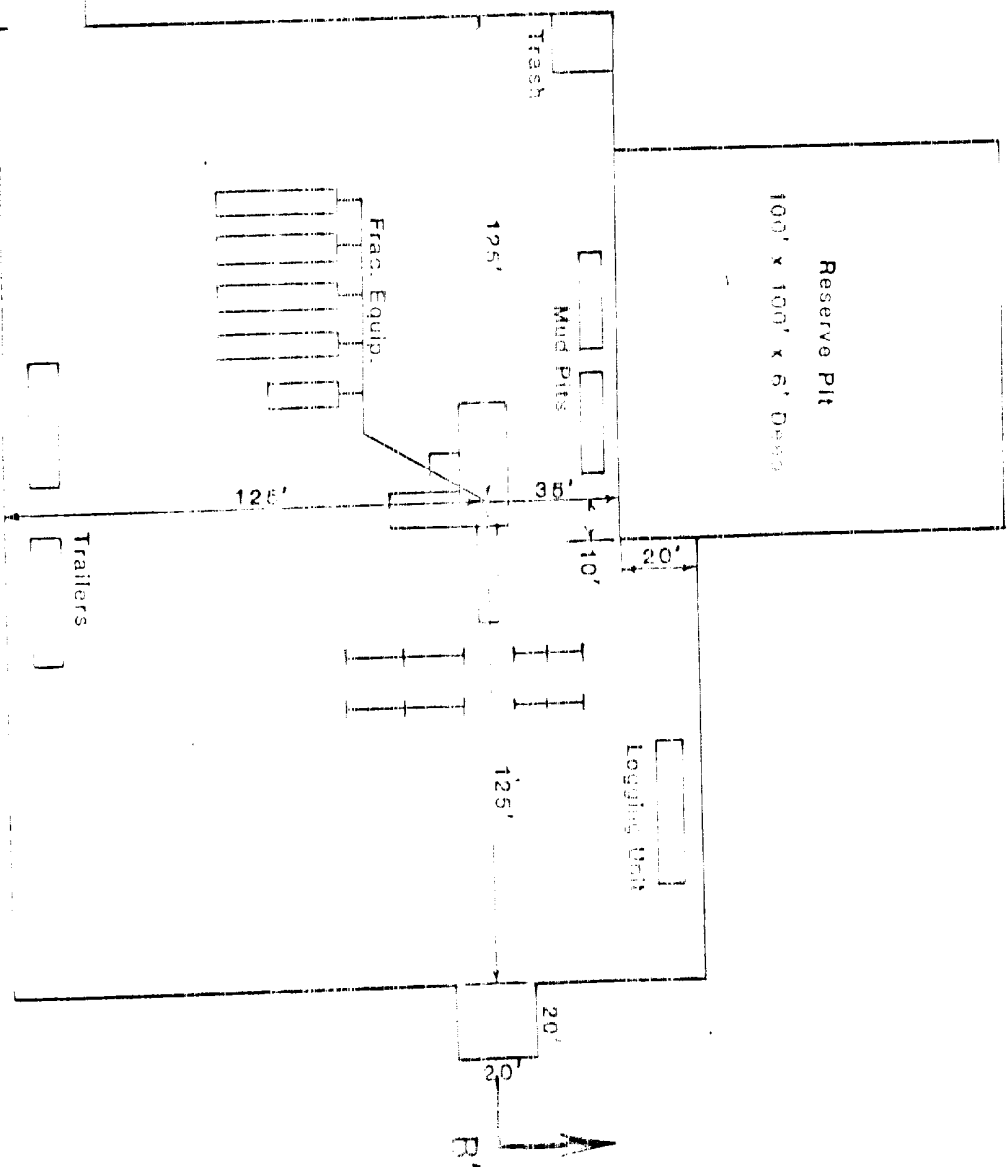 Trash
Reserve Pit
100' x 100' x 6' Deep
125'
Frac. Equip.
Mud Pits
35'
125'
10'
20'
Trailers
125'
Logging Unit
20'
20'
B'